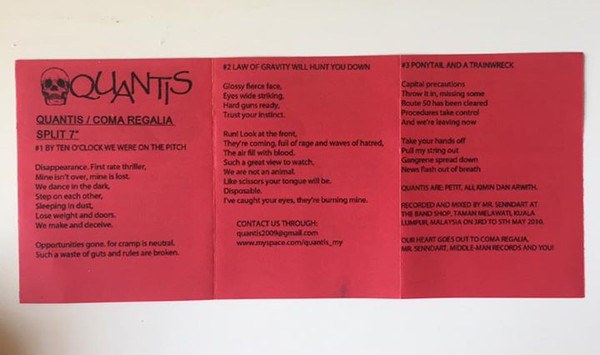 QUANTIS
QUANTIS / COMA REGALIA
SPLIT 7"
#1 BY TEN O'CLOCK WE WERE ON THE PITCH
Disappearance. First rate thriller,
Mine isn't over, mine is lost.
We dance in the dark,
Step on each other,
Sleeping in dust,
Lose weight and doors.
We make and deceive.
Opportunities gone, for cramp is neutral.
Such a waste of guts and rules are broken.
#2 LAW OF GRAVITY WILL HUNT YOU DOWN
Glossy fierce face,
Eyes wide striking,
Hard guns ready,
Trust your instinct.
Run! Look at the front,
They're coming, full of rage and waves of hatred,
The air fill with blood.
Such a great view to watch,
We are not an animal.
Like scissors your tongue will be.
Disposable.
I've caught your eyes, they're burning mine.
CONTACT US THROUGH:
quantis2009@gmail.com
www.myspace.com/quantis_my
#3 PONYTAIL AND A TRAINWRECK
Capital precautions
Throw it in, missing some
Route 50 has been cleared
Procedures take control
And we're leaving now
Take your hands off
Pull my string out
Gangrene spread down
News flash out of breath
QUANTIS ARE: PETIT, ALI, KIMIN DAN ARWITH.
RECORDED AND MIXED BY MR. SENNDART AT
THE BAND SHOP, TAMAN MELAWATI, KUALA
LUMPUR, MALAYSIA ON 3RD TO 5TH MAY 2010.
OUR HEART GOES OUT TO COMA REGALIA,
MR. SENNDART, MIDDLE-MAN RECORDS AND YOU!